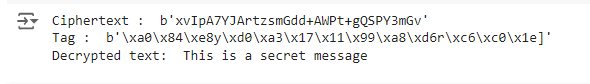 Ciphertext :  b'xvIpA7YJArtzsmGdd+AWPt+gQSPY3mGv'
Tag :  b'\xa0\x84\xe8y\xd0\xa3\x17\x11\x99\xa8\xd6r\xc6\xc0\x1e]'
Decrypted text:  This is a secret message